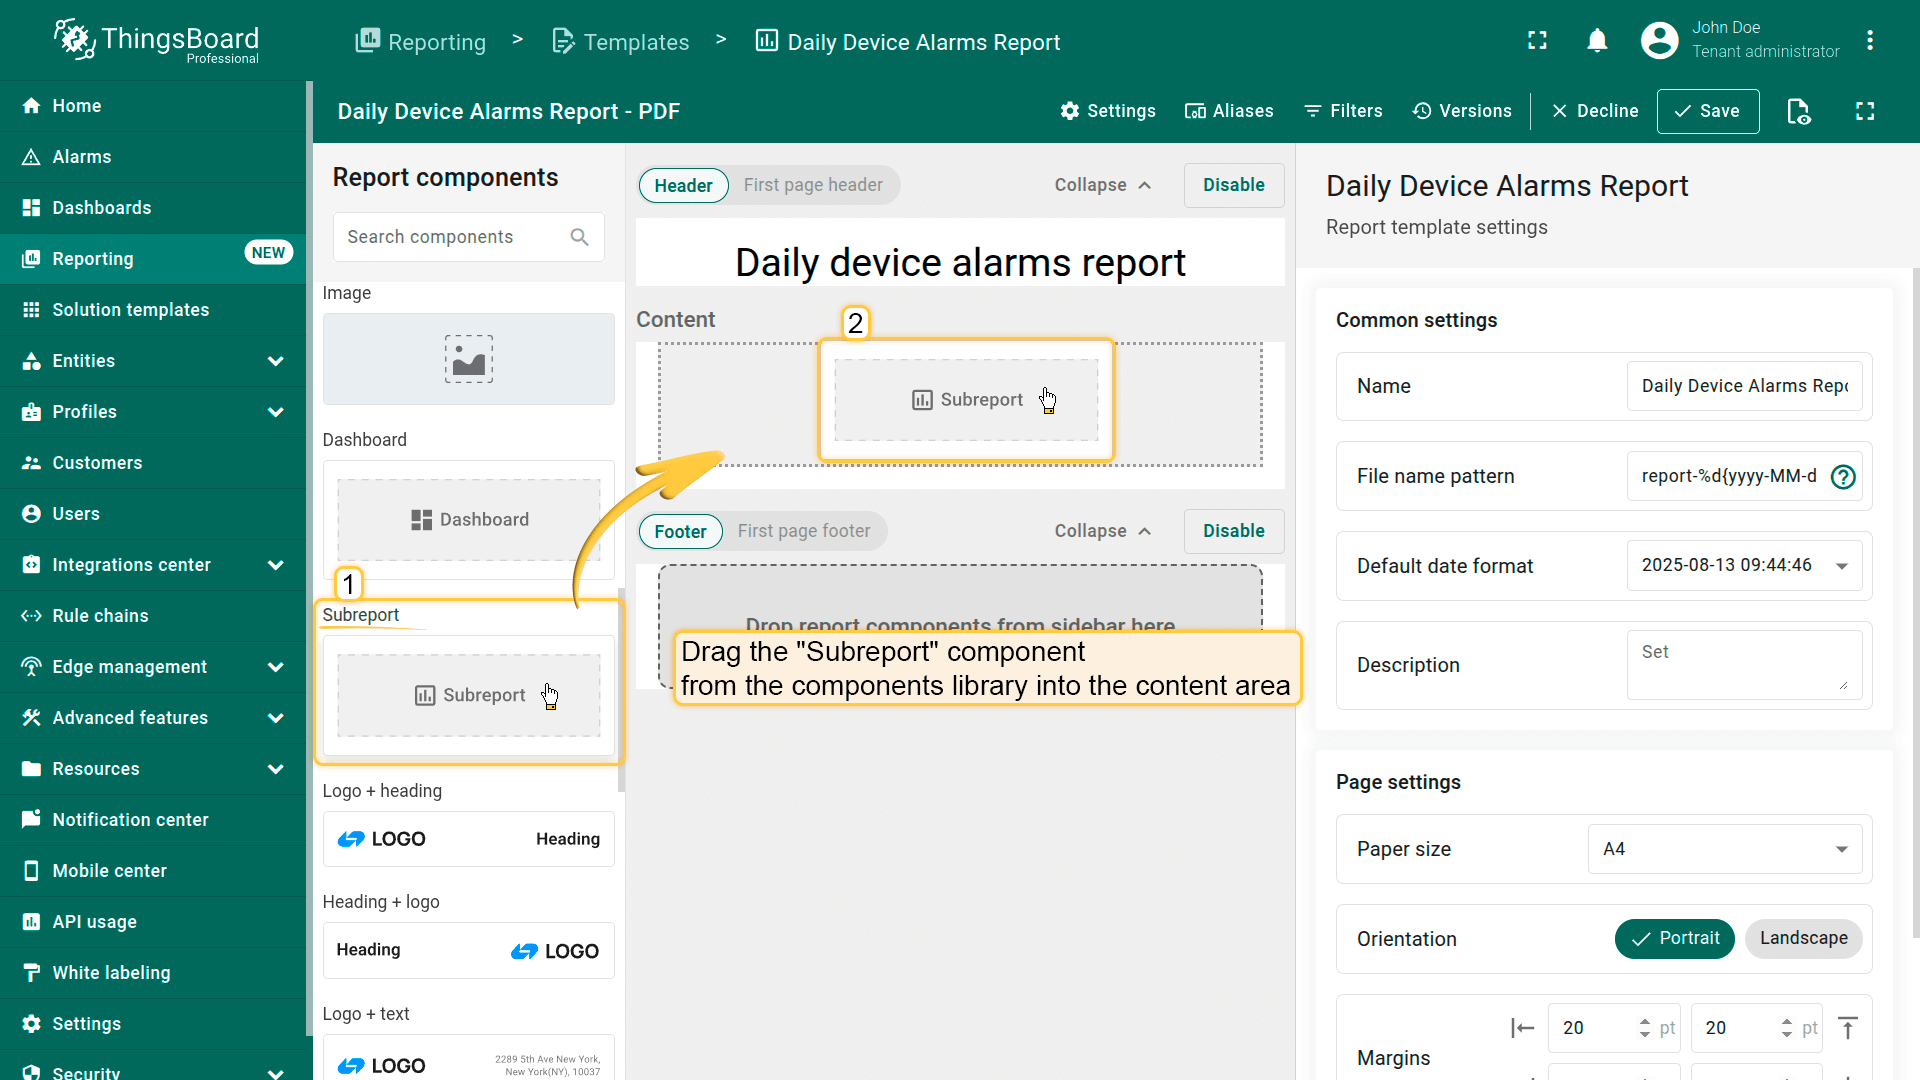 ThingsBoard
Professional
Reporting > Templates > Daily Device Alarms Report
John Doe
Tenant administrator
Home
Alarms
Dashboards
Reporting NEW
Solution templates
Entities
Profiles
Customers
Users
Integrations center
Rule chains
Edge management
Advanced features
Resources
Notification center
Mobile center
API usage
White labeling
Settings
Security
Daily Device Alarms Report - PDF
Settings Aliases Filters Versions Decline Save
Report components
Search components
Image
Dashboard
Dashboard
1
Subreport
Subreport
Logo + heading
LOGO Heading
Heading + logo
Heading LOGO
Logo + text
LOGO 2289 5th Ave New York,
New York(NY), 10037
Header First page header Collapse Disable
Daily device alarms report
Content
2
Subreport
Footer First page footer Collapse Disable
Drop report components from sidebar here
Drag the "Subreport" component
from the components library into the content area
Daily Device Alarms Report
Report template settings
Common settings
Name Daily Device Alarms Repo
File name pattern report-%d{yyyy-MM-d
Default date format 2025-08-13 09:44:46
Description Set
Page settings
Paper size A4
Orientation Portrait Landscape
Margins 20 pt 20 pt